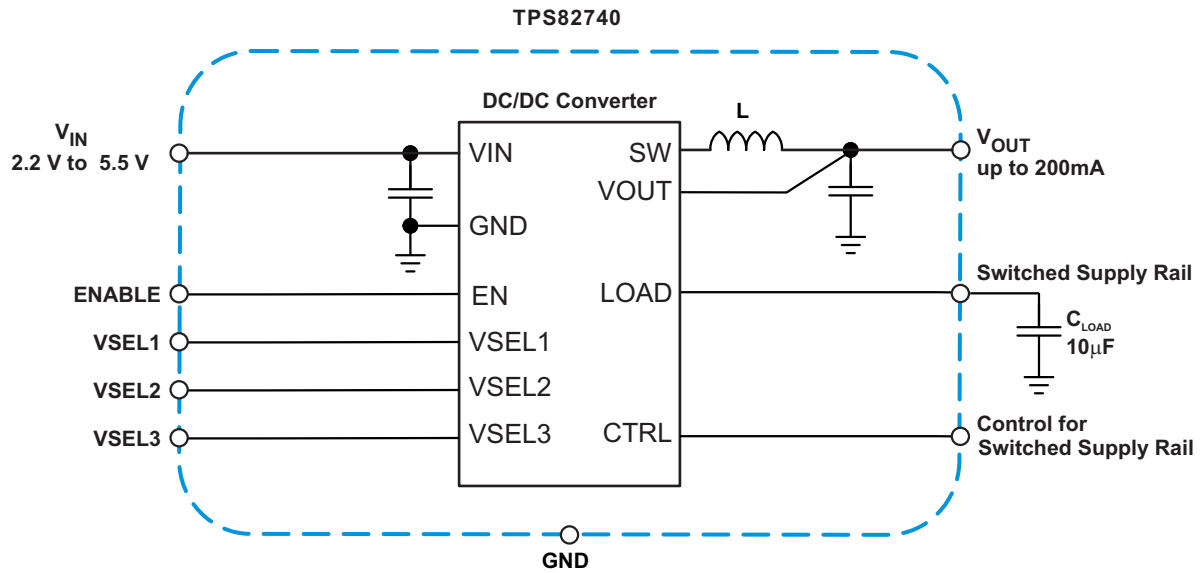 TPS82740
DC/DC Converter
L
VIN
2.2 V to 5.5 V
VIN
SW
VOUT
up to 200mA
VOUT
GND
Switched Supply Rail
ENABLE
EN
LOAD
CLOAD
10μF
VSEL1
VSEL1
VSEL2
VSEL2
VSEL3
VSEL3
CTRL
Control for
Switched Supply Rail
GND